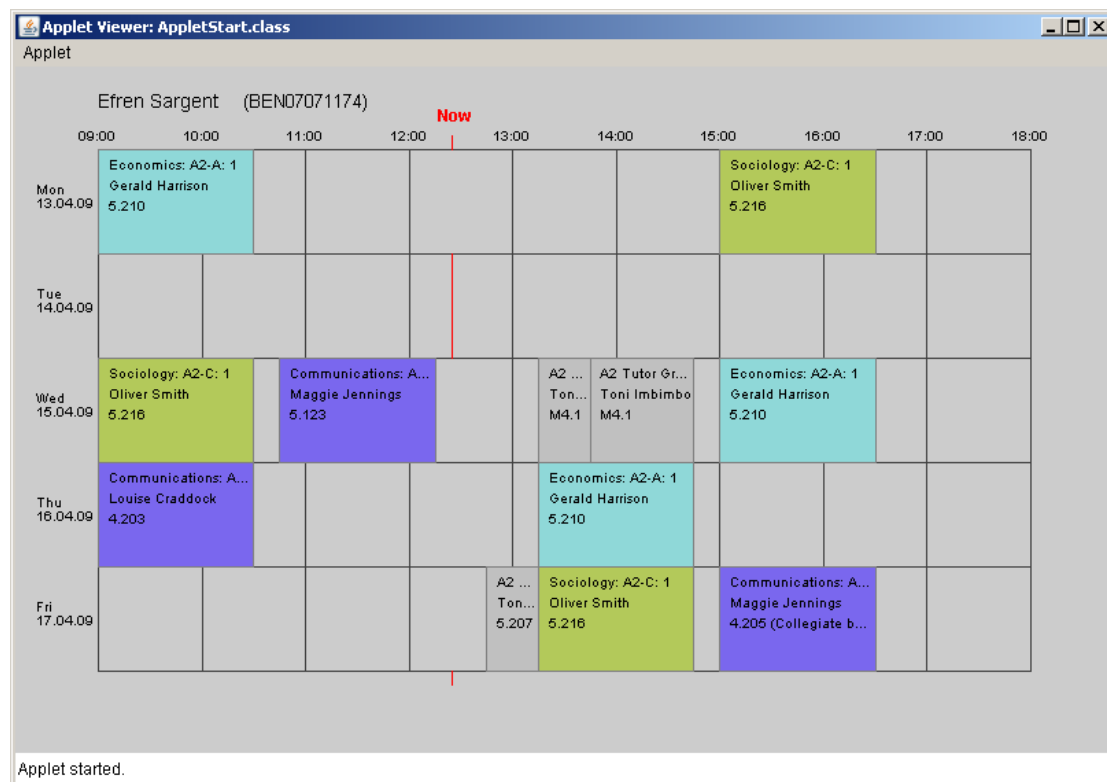 Applet Viewer: AppletStart.class
Applet
Efren Sargent (BEN07071174)
Now
09:00 10:00 11:00 12:00 13:00 14:00 15:00 16:00 17:00 18:00
Mon
13.04.09
Economics: A2-A: 1
Gerald Harrison
5.210
Sociology: A2-C: 1
Oliver Smith
5.216
Tue
14.04.09
Wed
15.04.09
Sociology: A2-C: 1
Oliver Smith
5.216
Communications: A...
Maggie Jennings
5.123
A2 ...
Ton...
M4.1
A2 Tutor Gr...
Toni Imbimbo
M4.1
Economics: A2-A: 1
Gerald Harrison
5.210
Thu
16.04.09
Communications: A...
Louise Craddock
4.203
Economics: A2-A: 1
Gerald Harrison
5.210
Fri
17.04.09
A2 ...
Ton...
5.207
Sociology: A2-C: 1
Oliver Smith
5.216
Communications: A...
Maggie Jennings
4.205 (Collegiate b...
Applet started.